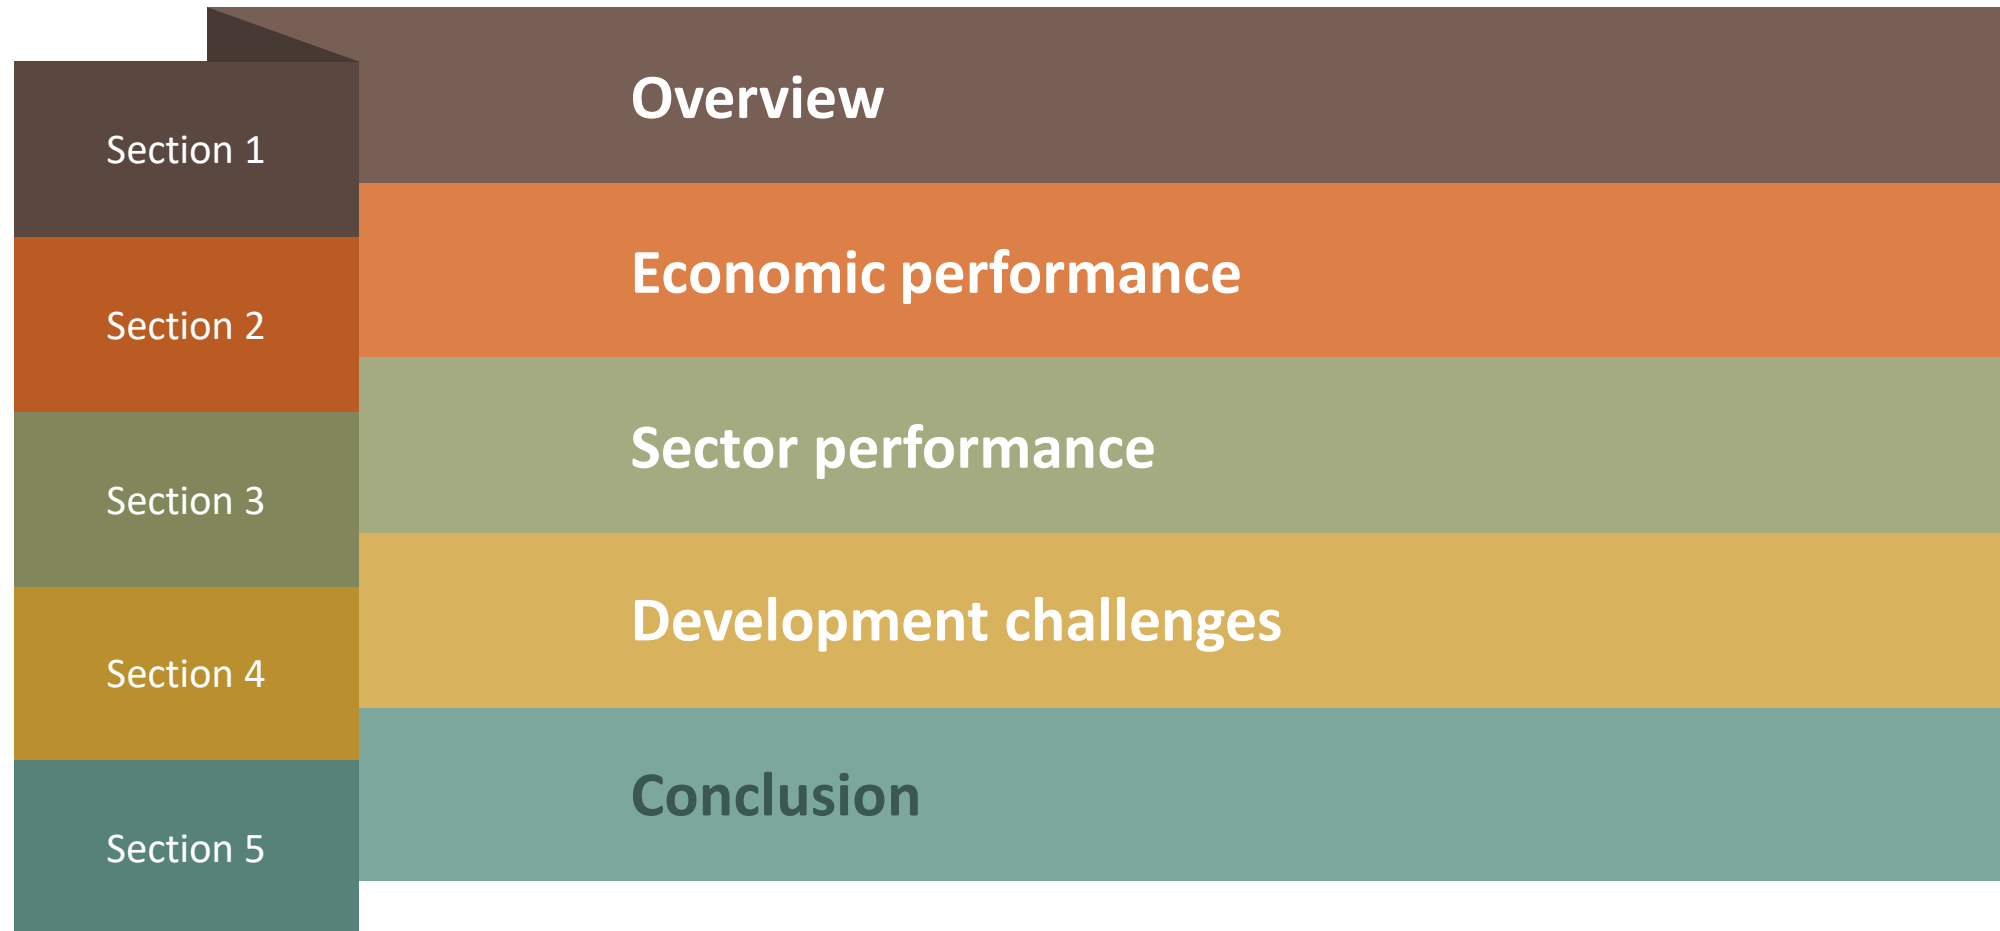 Overview
Section 1
Economic performance
Section 2
Sector performance
Section 3
Development challenges
Section 4
Conclusion
Section 5